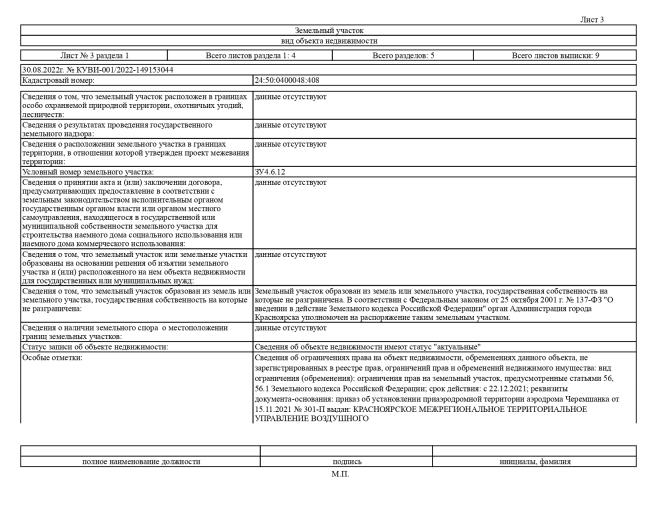 Лист 3
Земельный участок
вид объекта недвижимости
Лист № 3 раздела 1 Всего листов раздела 1: 4 Всего разделов: 5 Всего листов выписки: 9
30.08.2022г. № КУВИ-001/2022-149153044
Кадастровый номер: 24:50:0400048:408
Сведения о том, что земельный участок расположен в границах данные отсутствуют
особо охраняемой природной территории, охотничьих угодий,
лесничеств:
Сведения о результатах проведения государственного данные отсутствуют
земельного надзора:
Сведения о расположении земельного участка в границах данные отсутствуют
территории, в отношении которой утвержден проект межевания
территории:
Условный номер земельного участка: ЗУ4.6.12
Сведения о принятии акта и (или) заключении договора, данные отсутствуют
предусматривающих предоставление в соответствии с
земельным законодательством исполнительным органом
государственным органом власти или органом местного
самоуправления, находящегося в государственной или
муниципальной собственности земельного участка для
строительства наемного дома социального использования или
наемного дома коммерческого использования:
Сведения о том, что земельный участок или земельные участки данные отсутствуют
образованы на основании решения об изъятии земельного
участка и (или) расположенного на нем объекта недвижимости
для государственных или муниципальных нужд:
Сведения о том, что земельный участок образован из земель или Земельный участок образован из земель или земельного участка, государственная собственность на
земельного участка, государственная собственность на которые которые не разграничена. В соответствии с Федеральным законом от 25 октября 2001 г. № 137-ФЗ "О
не разграничена: введении в действие Земельного кодекса Российской Федерации" орган Администрация города
Красноярска уполномочен на распоряжение таким земельным участком.
Сведения о наличии земельного спора о местоположении данные отсутствуют
границ земельных участков:
Статус записи об объекте недвижимости: Сведения об объекте недвижимости имеют статус "актуальные"
Особые отметки: Сведения об ограничениях права на объект недвижимости, обременениях данного объекта, не
зарегистрированных в реестре прав, ограничений прав и обременений недвижимого имущества: вид
ограничения (обременения): ограничения прав на земельный участок, предусмотренные статьями 56,
56.1 Земельного кодекса Российской Федерации; срок действия: с 22.12.2021; реквизиты
документа-основания: приказ об установлении приаэродромной территории аэродрома Черемшанка от
15.11.2021 № 301-П выдан: КРАСНОЯРСКОЕ МЕЖРЕГИОНАЛЬНОЕ ТЕРРИТОРИАЛЬНОЕ
УПРАВЛЕНИЕ ВОЗДУШНОГО
полное наименование должности подпись инициалы, фамилия
М.П.